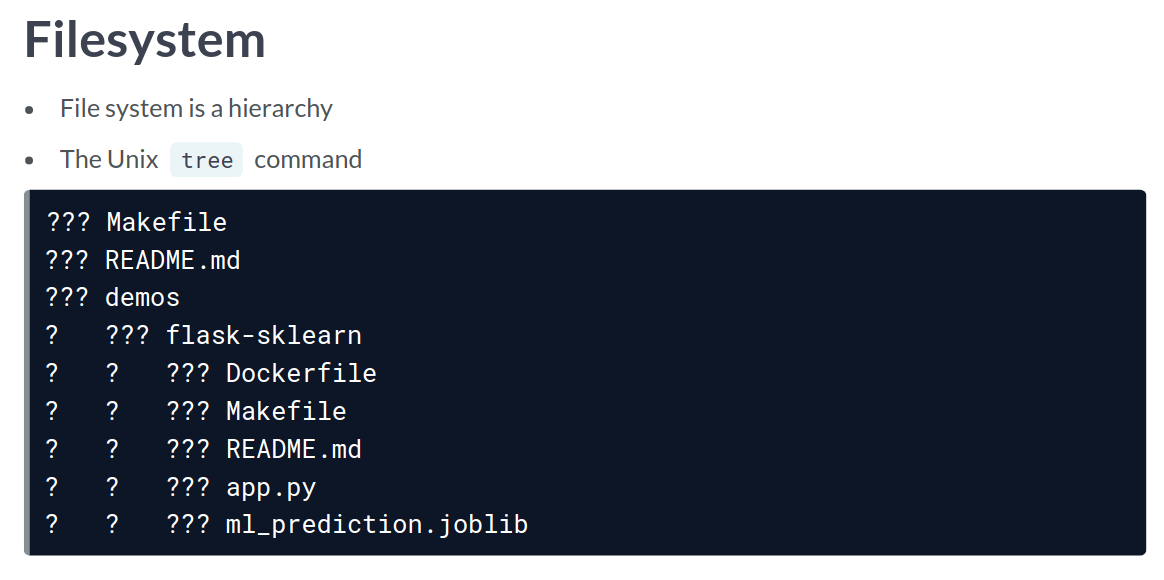 Filesystem
• File system is a hierarchy
• The Unix tree command
??? Makefile
??? README.md
??? demos
?   ??? flask-sklearn
?   ?   ??? Dockerfile
?   ?   ??? Makefile
?   ?   ??? README.md
?   ?   ??? app.py
?   ?   ??? ml_prediction.joblib